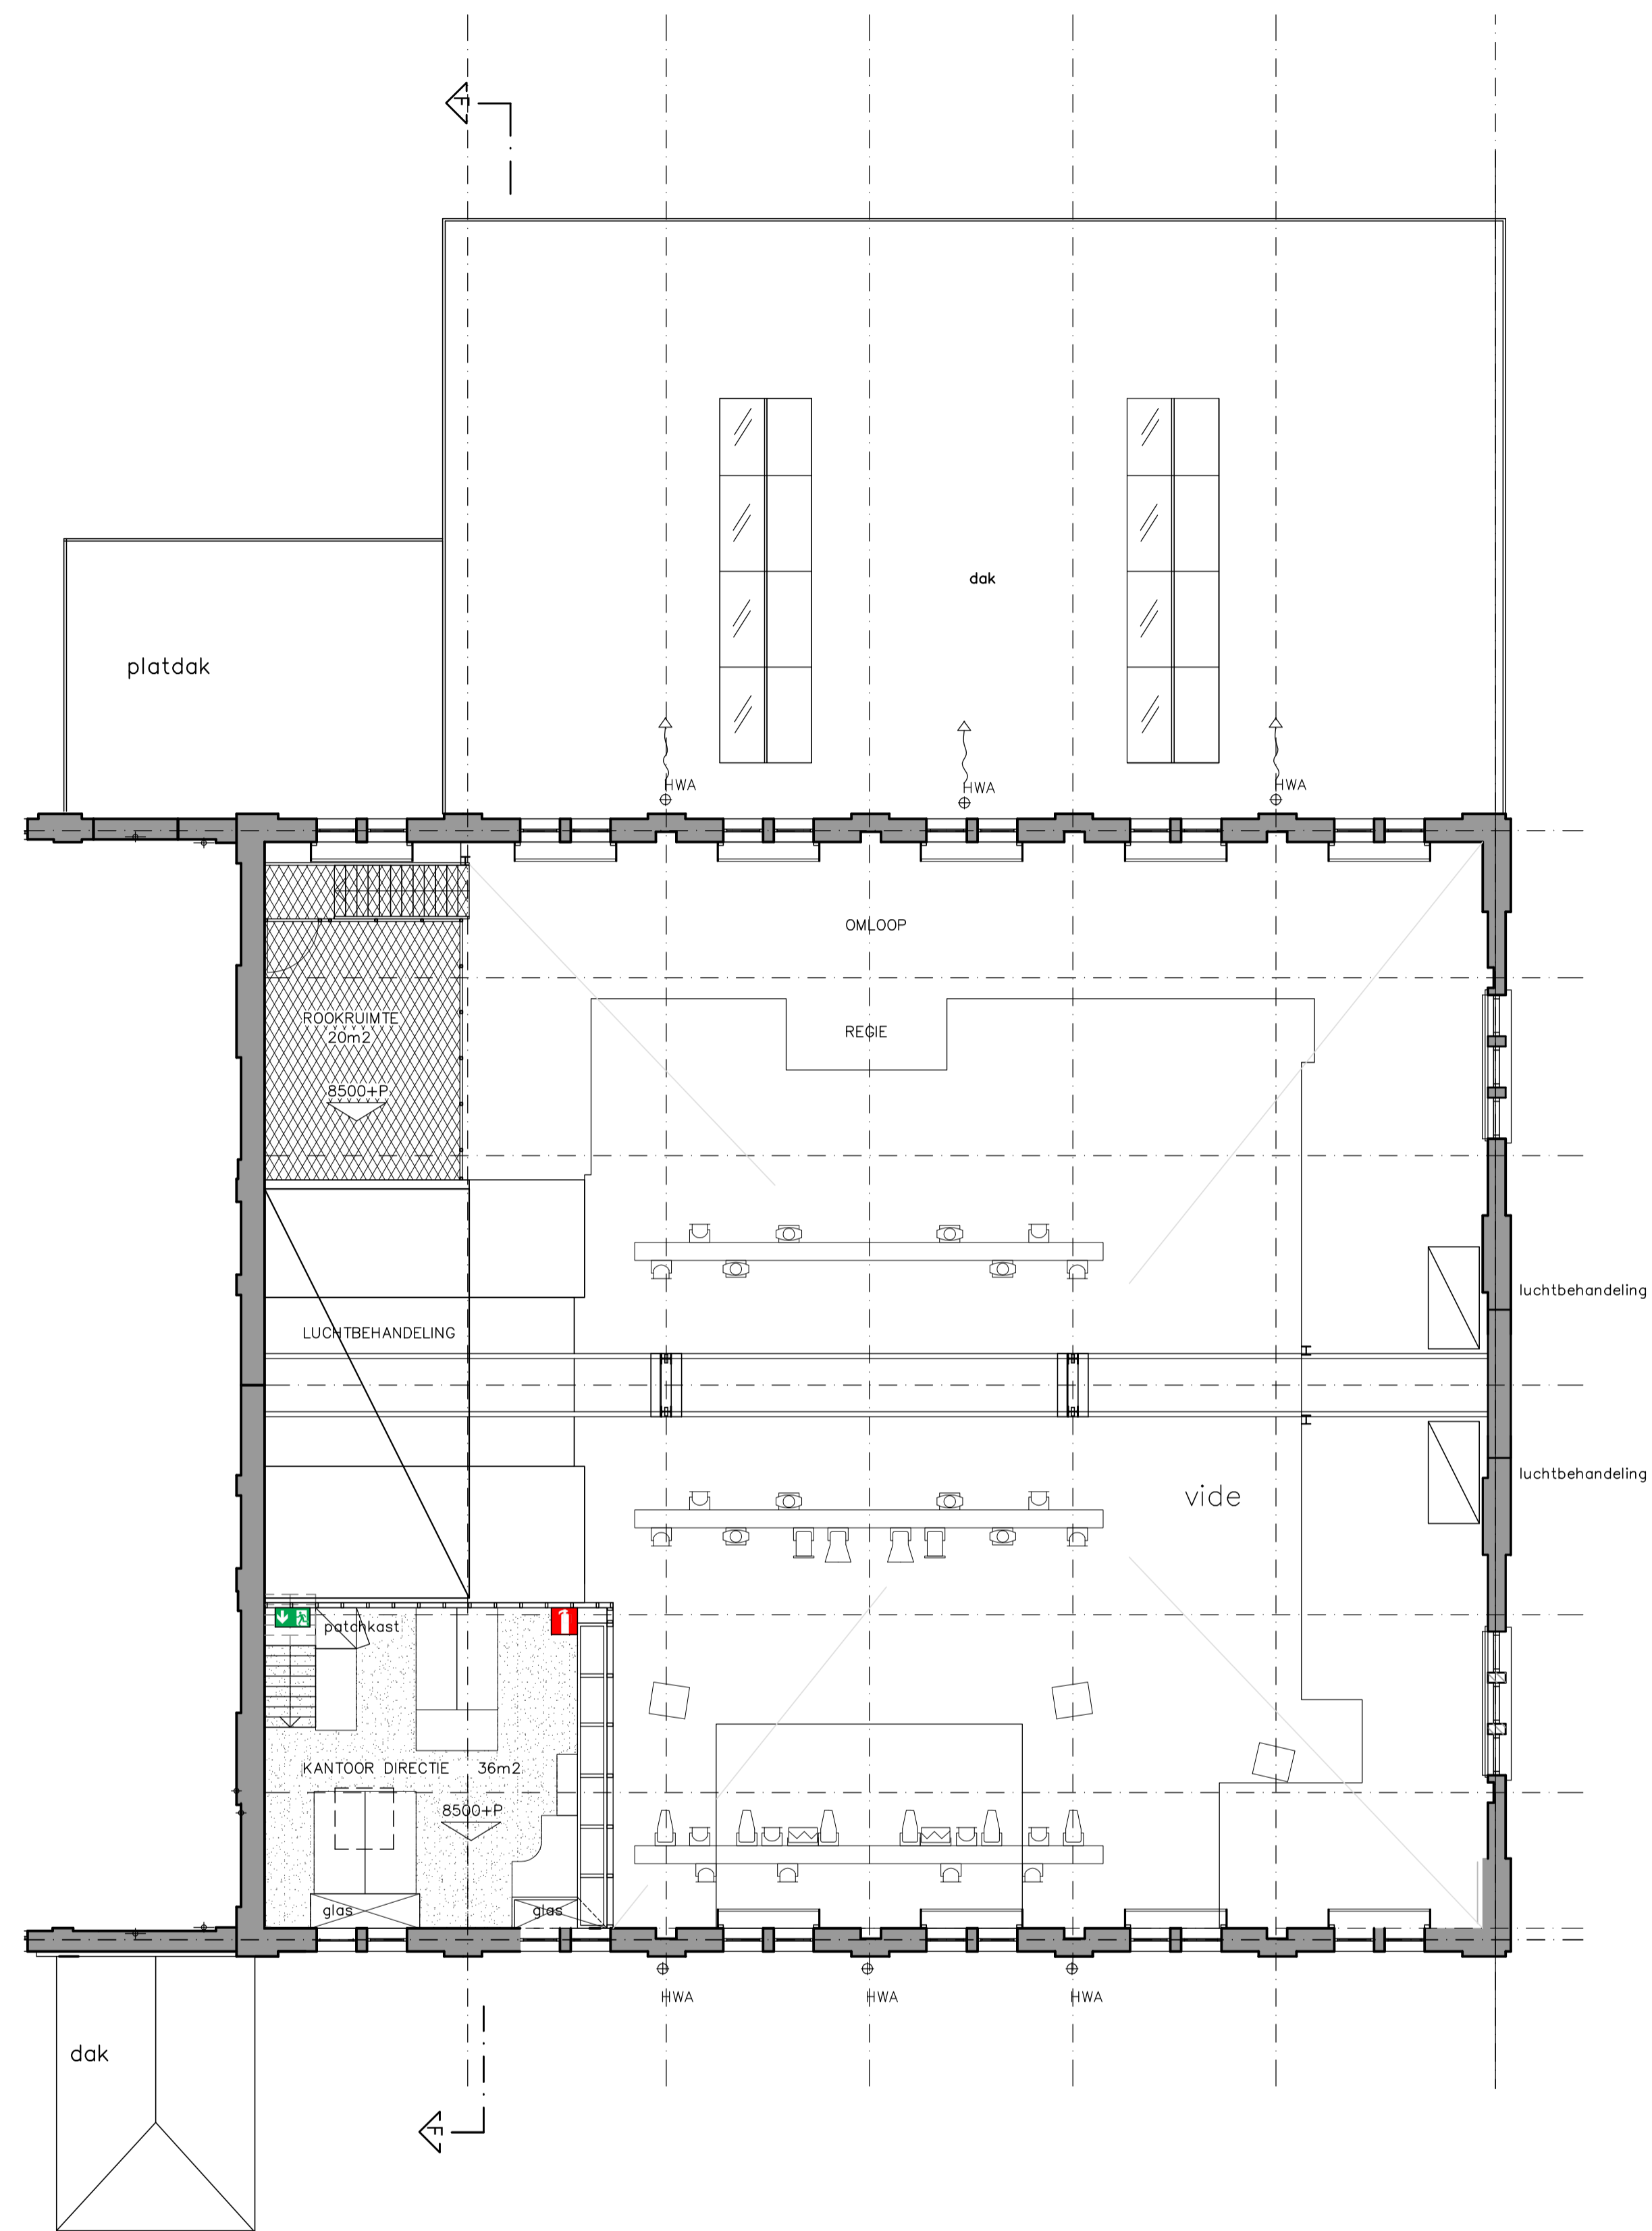 F
dak
platdak
HWA
HWA
HWA
OMLOOP
ROOKRUIMTE
20m2
REGIE
8500+P
luchtbehandeling
LUCHTBEHANDELING
luchtbehandeling
vide
patchkast
KANTOOR DIRECTIE 36m2
8500+P
glas
glas
HWA
HWA
HWA
dak
F